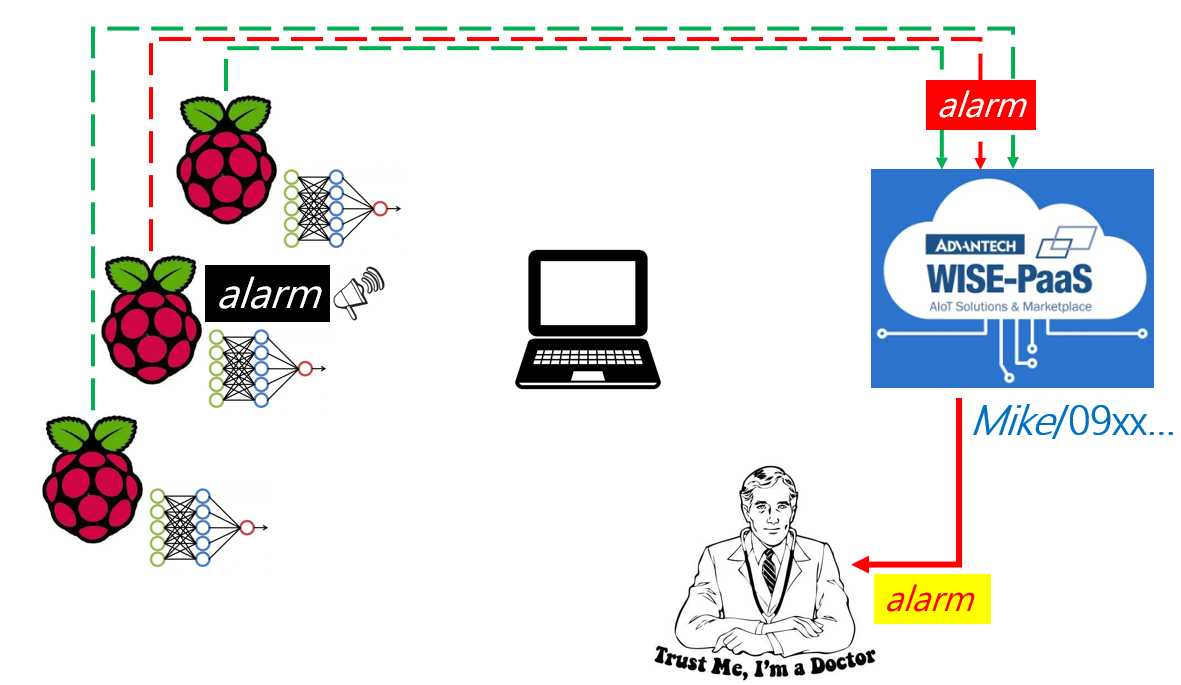 alarm
ADVANTECH
WISE-PaaS
AIoT Solutions & Marketplace
alarm
Mike/09xx...
alarm
Trust Me, I'm a Doctor